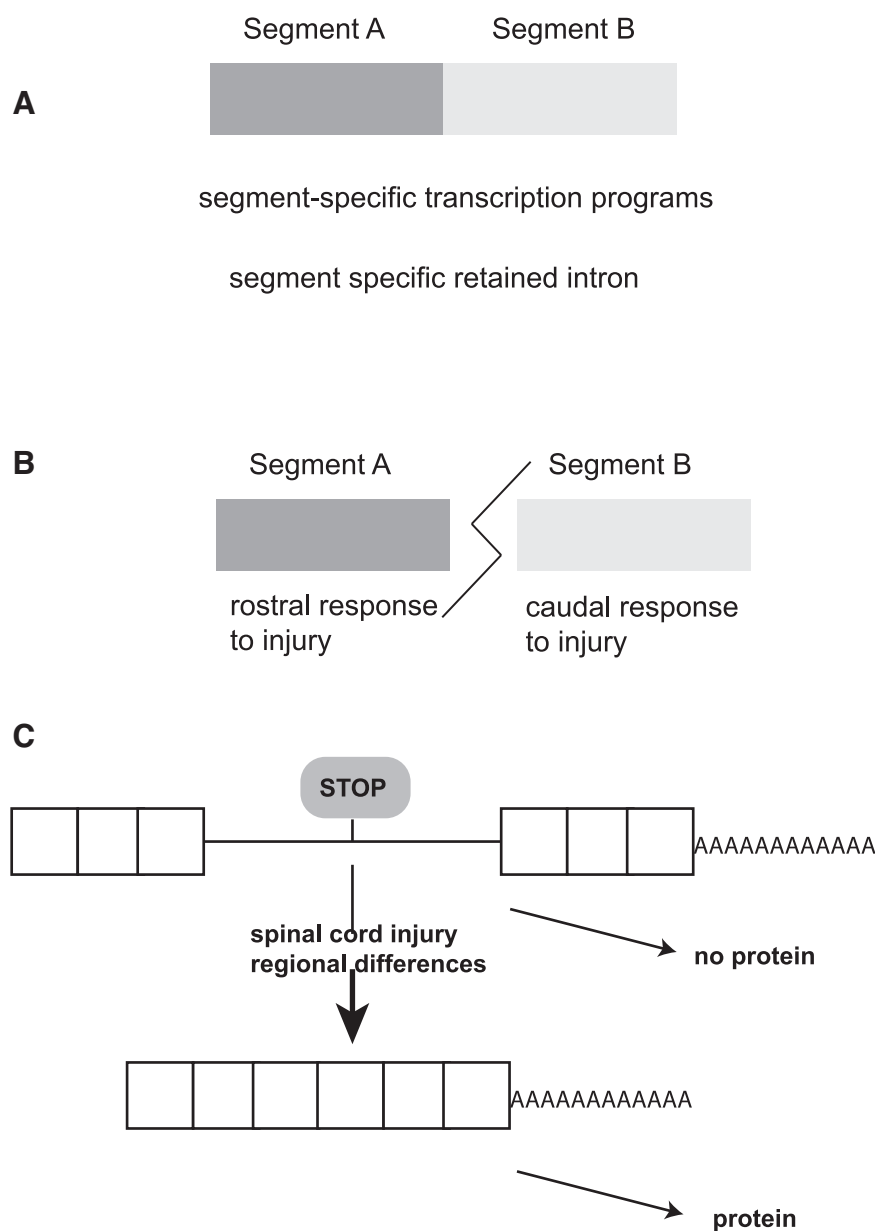 Segment A
Segment B
A
segment-specific transcription programs
segment specific retained intron
B
Segment A
Segment B
rostral response
to injury
caudal response
to injury
C
STOP
AAAAAAAAAAAA
spinal cord injury
regional differences
no protein
AAAAAAAAAAAA
protein